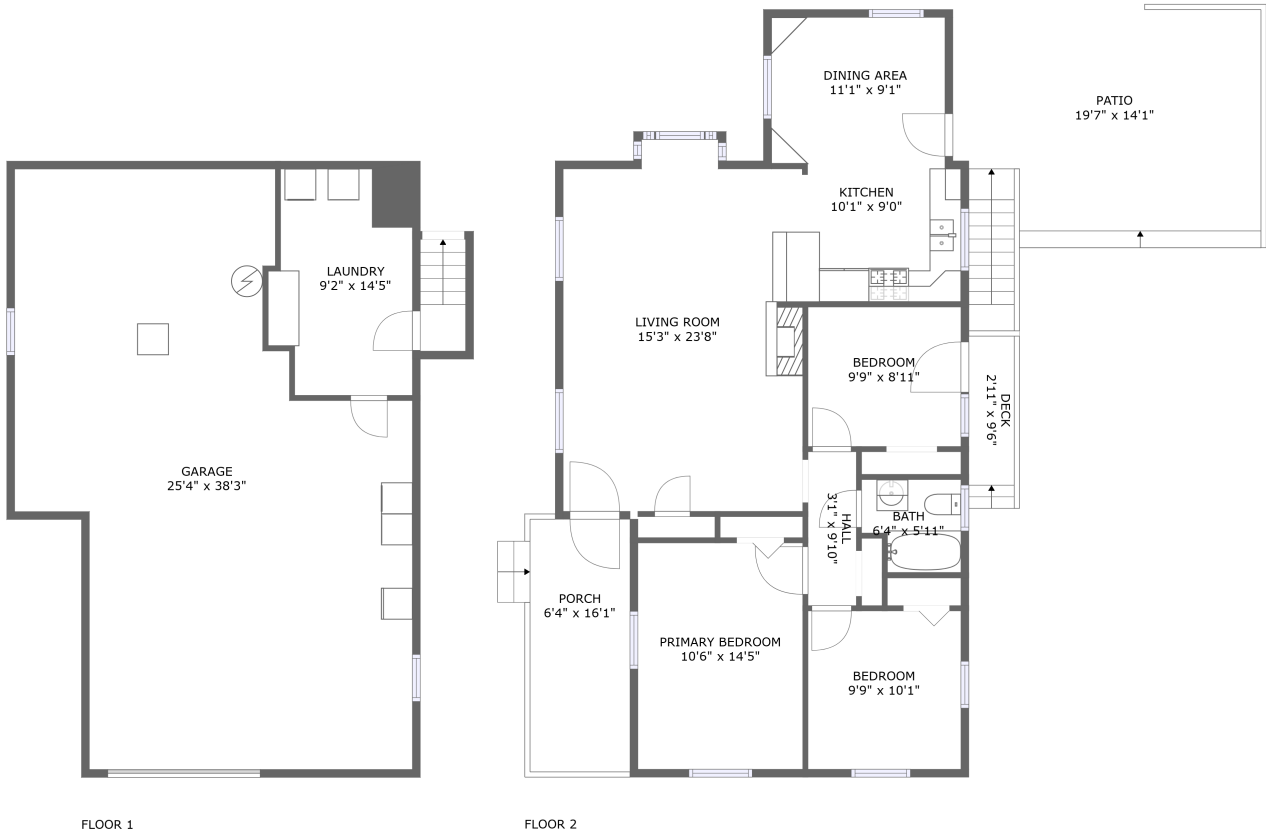 DINING AREA
11'1" x 9'1"
PATIO
19'7" x 14'1"
KITCHEN
10'1" x 9'0"
LAUNDRY
9'2" x 14'5"
LIVING ROOM
15'3" x 23'8"
BEDROOM
9'9" x 8'11"
DECK
2'11" x 9'6"
GARAGE
25'4" x 38'3"
HALL
3'1" x 9'10"
BATH
6'4" x 5'11"
PORCH
6'4" x 16'1"
PRIMARY BEDROOM
10'6" x 14'5"
BEDROOM
9'9" x 10'1"
FLOOR 1
FLOOR 2